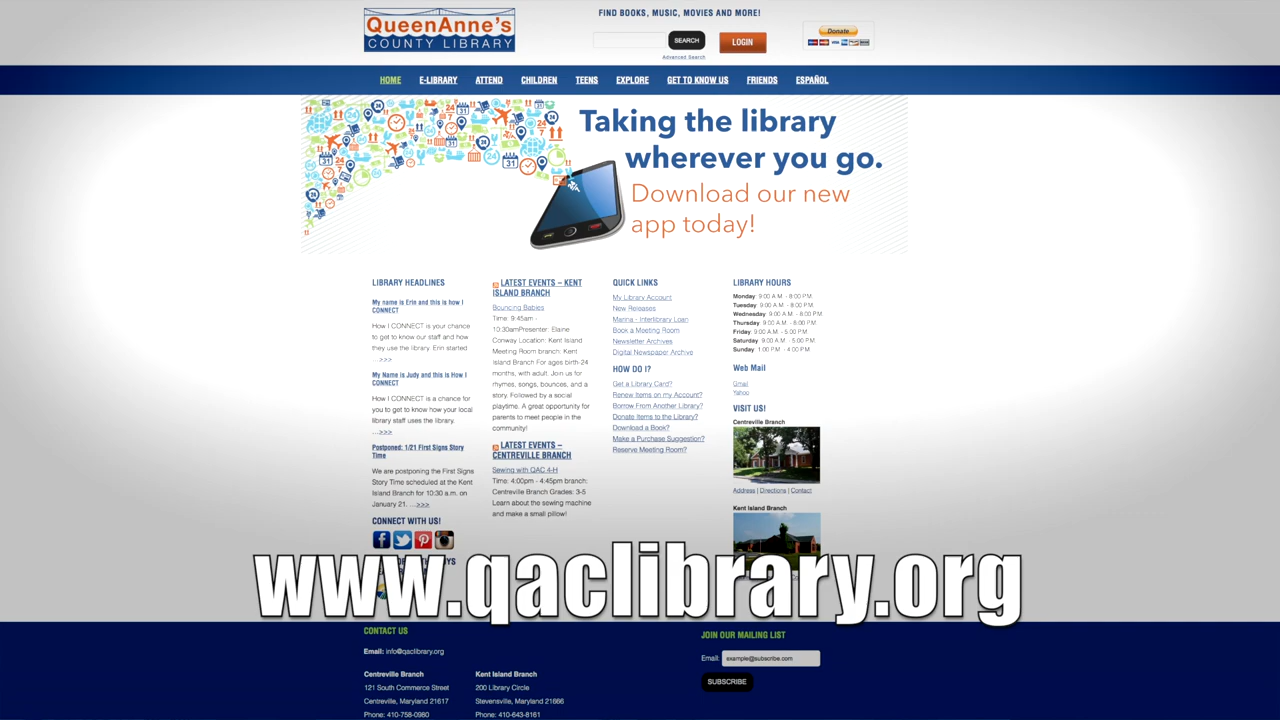 QueenAnne's
COUNTY LIBRARY
FIND BOOKS, MUSIC, MOVIES AND MORE!
SEARCH
Advanced Search
LOGIN
Donate
HOME E-LIBRARY ATTEND CHILDREN TEENS EXPLORE GET TO KNOW US FRIENDS ESPAÑOL
Taking the library
wherever you go.
Download our new
app today!
LIBRARY HEADLINES
My name is Erin and this is how I
CONNECT
How I CONNECT is your chance
to get to know our staff and how
they use the library. Erin started
...>>>
My Name is Judy and this is How I
CONNECT
How I CONNECT is a chance for
you to get to know how your local
library staff uses the library.
...>>>
Postponed: 1/21 First Signs Story
Time
We are postponing the First Signs
Story Time scheduled at the Kent
Island Branch for 10:30 a.m. on
January 21. ...>>>
CONNECT WITH US!
LATEST EVENTS – KENT
ISLAND BRANCH
Bouncing Babies
Time: 9:45am -
10:30amPresenter: Elaine
Conway Location: Kent Island
Meeting Room branch: Kent
Island Branch For ages birth-24
months, with adult. Join us for
rhymes, songs, bounces, and a
story. Followed by a social
playtime. A great opportunity for
parents to meet people in the
community!
LATEST EVENTS –
CENTREVILLE BRANCH
Sewing with QAC 4-H
Time: 4:00pm - 4:45pm branch:
Centreville Branch Grades: 3-5
Learn about the sewing machine
and make a small pillow!
QUICK LINKS
My Library Account
New Releases
Marina - Interlibrary Loan
Book a Meeting Room
Newsletter Archives
Digital Newspaper Archive
HOW DO I?
Get a Library Card?
Renew Items on my Account?
Borrow From Another Library?
Donate Items to the Library?
Download a Book?
Make a Purchase Suggestion?
Reserve Meeting Room?
LIBRARY HOURS
Monday 9:00 A.M. - 8:00 P.M.
Tuesday 9:00 A.M. - 8:00 P.M.
Wednesday 9:00 A.M. - 8:00 P.M.
Thursday 9:00 A.M. - 8:00 P.M.
Friday 9:00 A.M. - 5:00 P.M.
Saturday 9:00 A.M. - 5:00 P.M.
Sunday 1:00 P.M. - 4:00 P.M.
Web Mail
Gmail
Yahoo
VISIT US!
Centreville Branch
Address | Directions | Contact
Kent Island Branch
www.qaclibrary.org
CONTACT US
Email: info@qaclibrary.org
Centreville Branch
121 South Commerce Street
Centreville, Maryland 21617
Phone: 410-758-0980
Kent Island Branch
200 Library Circle
Stevensville, Maryland 21666
Phone: 410-643-8161
JOIN OUR MAILING LIST
Email: example@subscribe.com
SUBSCRIBE